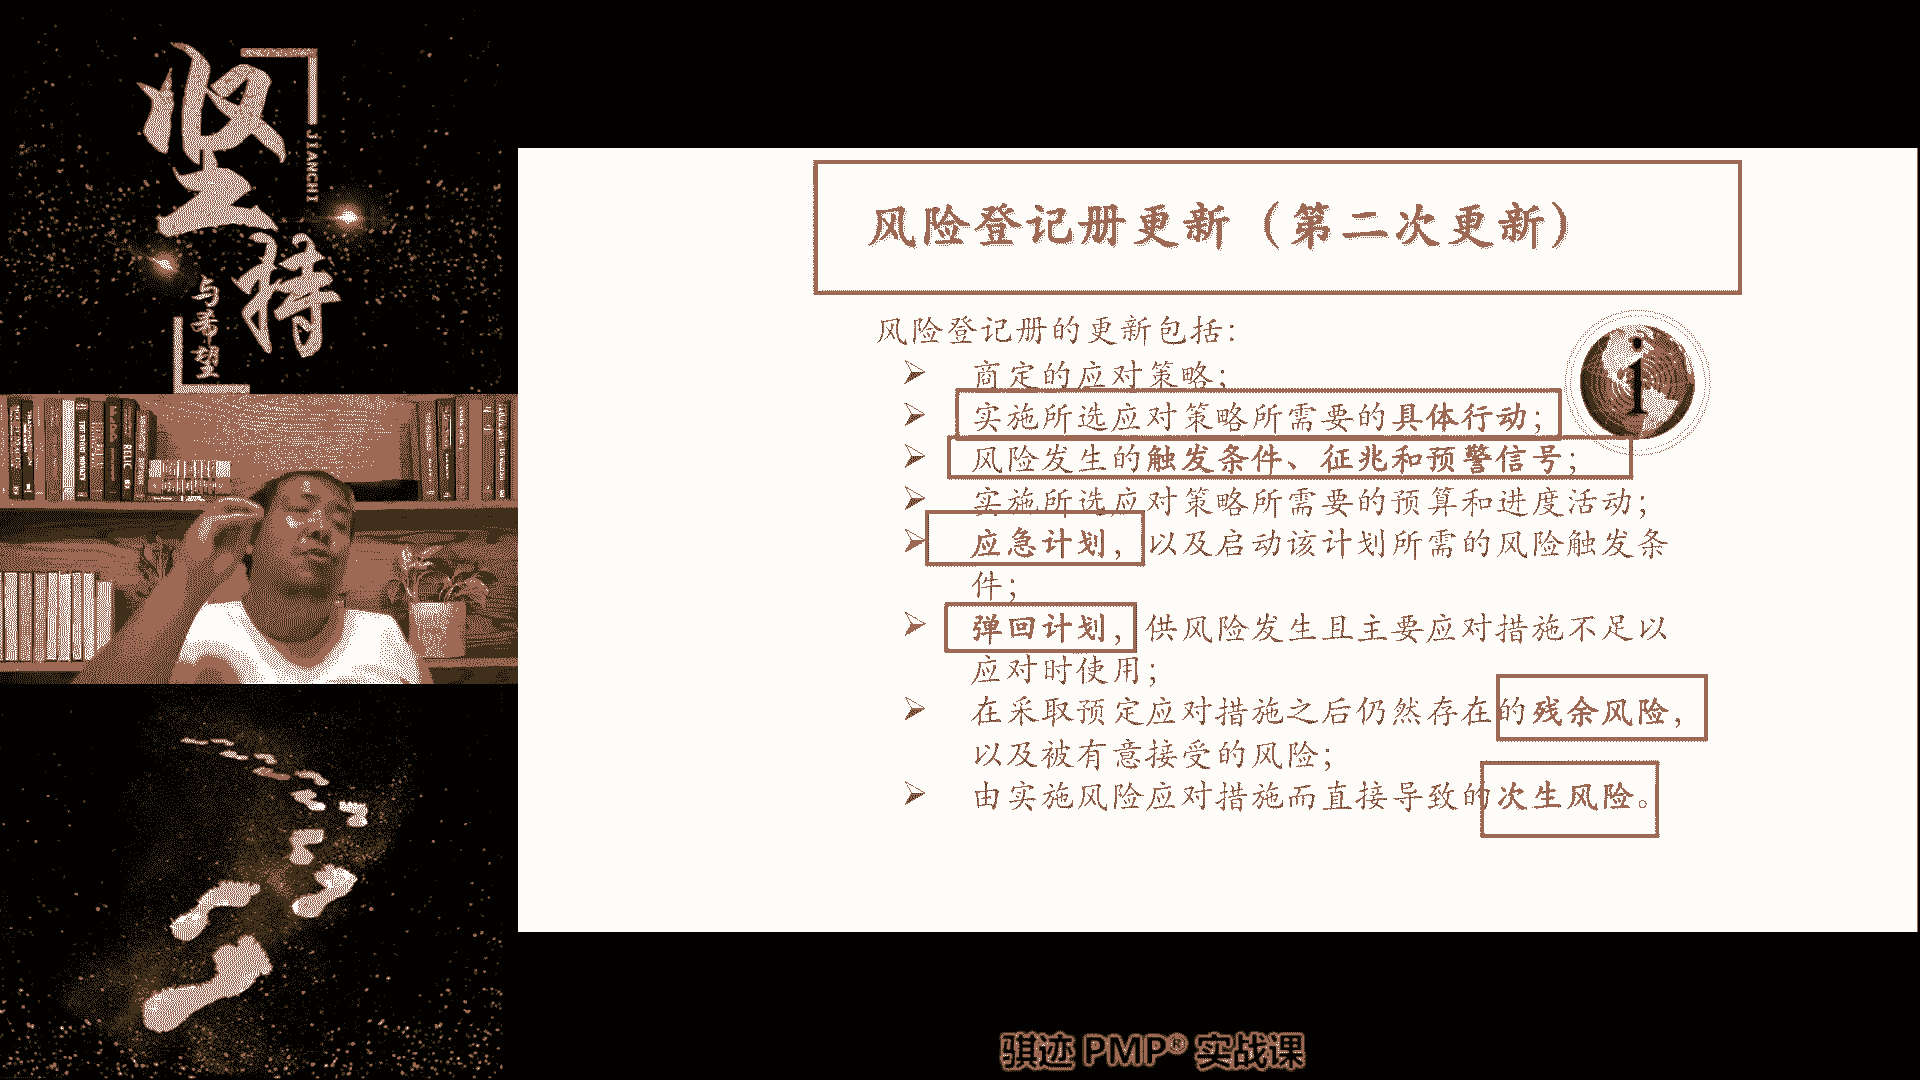 坚持
JIANCHI
与希望
风险登记册更新（第二次更新）
风险登记册的更新包括：
商定的应对策略；
实施所选应对策略所需要的具体行动；
风险发生的触发条件、征兆和预警信号；
实施所选应对策略所需要的预算和进度活动；
应急计划，以及启动该计划所需的风险触发条
件；
弹回计划，供风险发生且主要应对措施不足以
应对时使用；
在采取预定应对措施之后仍然存在的残余风险，
以及被有意接受的风险；
由实施风险应对措施而直接导致的次生风险。
i
骐迹 PMP® 实战课